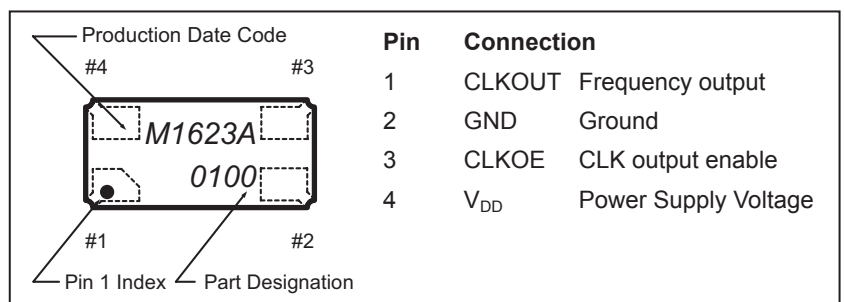 Production Date Code
#4 #3
M1623A
0100
#1 #2
Pin 1 Index Part Designation
Pin Connection
1 CLKOUT Frequency output
2 GND Ground
3 CLKOE CLK output enable
4 VDD Power Supply Voltage